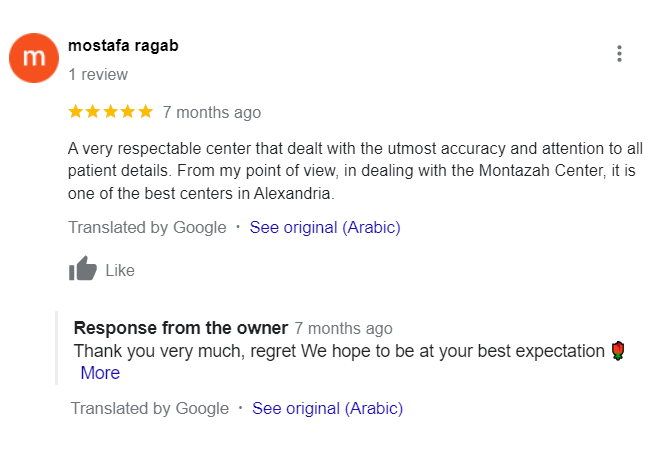 mostafa ragab
m
1 review
7 months ago
A very respectable center that dealt with the utmost accuracy and attention to all
patient details. From my point of view, in dealing with the Montazah Center, it is
one of the best centers in Alexandria.
Translated by Google · See original (Arabic)
Like
Response from the owner 7 months ago
Thank you very much, regret We hope to be at your best expectation 🌹
More
Translated by Google · See original (Arabic)